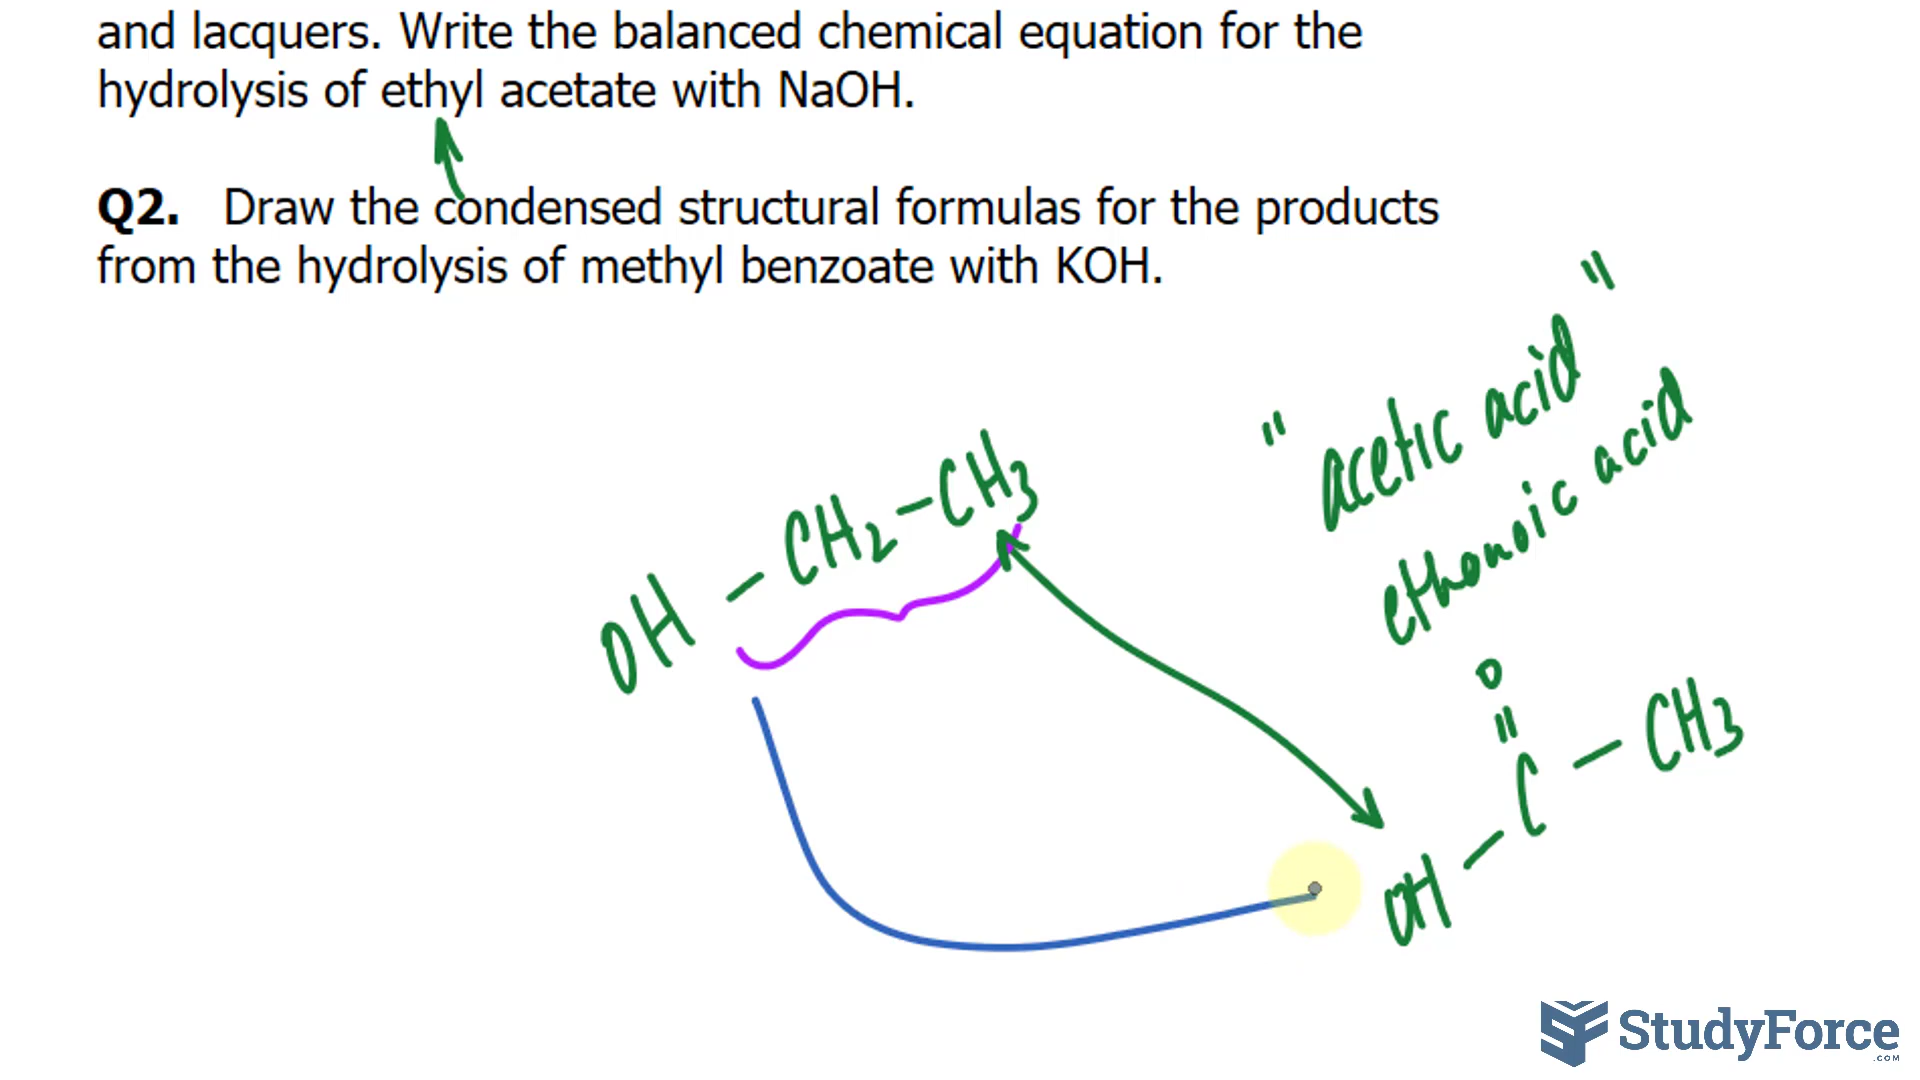 and lacquers. Write the balanced chemical equation for the
hydrolysis of ethyl acetate with NaOH.
Q2. Draw the condensed structural formulas for the products
from the hydrolysis of methyl benzoate with KOH.
"acetic acid"
ethanoic acid
OH – CH2 – CH3
O
=
OH – C – CH3
StudyForce
.COM